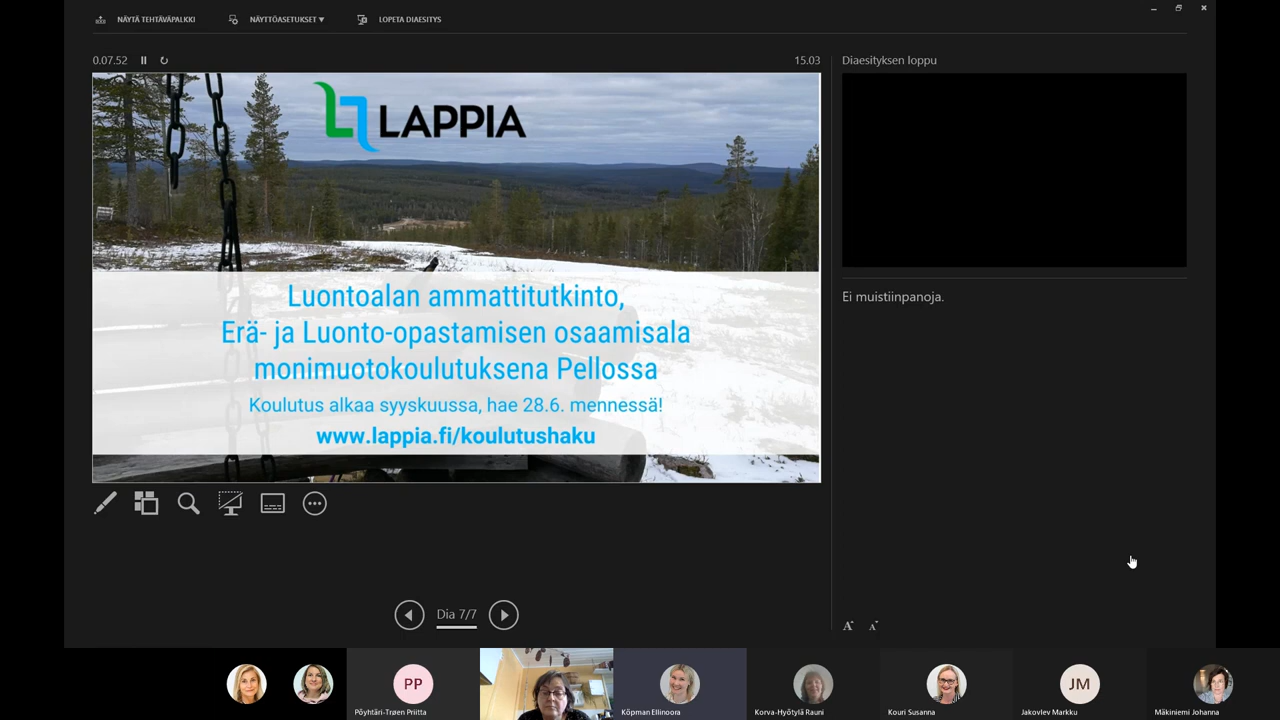 NÄYTÄ TEHTÄVÄPALKKI
NÄYTTÖASETUKSET
LOPETA DIAESITYS
0.07.52
15.03
Diaesityksen loppu
LAPPIA
Luontoalan ammattitutkinto,
Erä- ja Luonto-opastamisen osaamisala
monimuotokoulutuksena Pellossa
Koulutus alkaa syyskuussa, hae 28.6. mennessä!
www.lappia.fi/koulutushaku
Ei muistiinpanoja.
Dia 7/7
A A
PP
JM
Pöyhtäri-Trøen Priitta
Köpman Ellinoora
Korva-Hyötylä Rauni
Kouri Susanna
Jakovlev Markku
Mäkiniemi Johanna